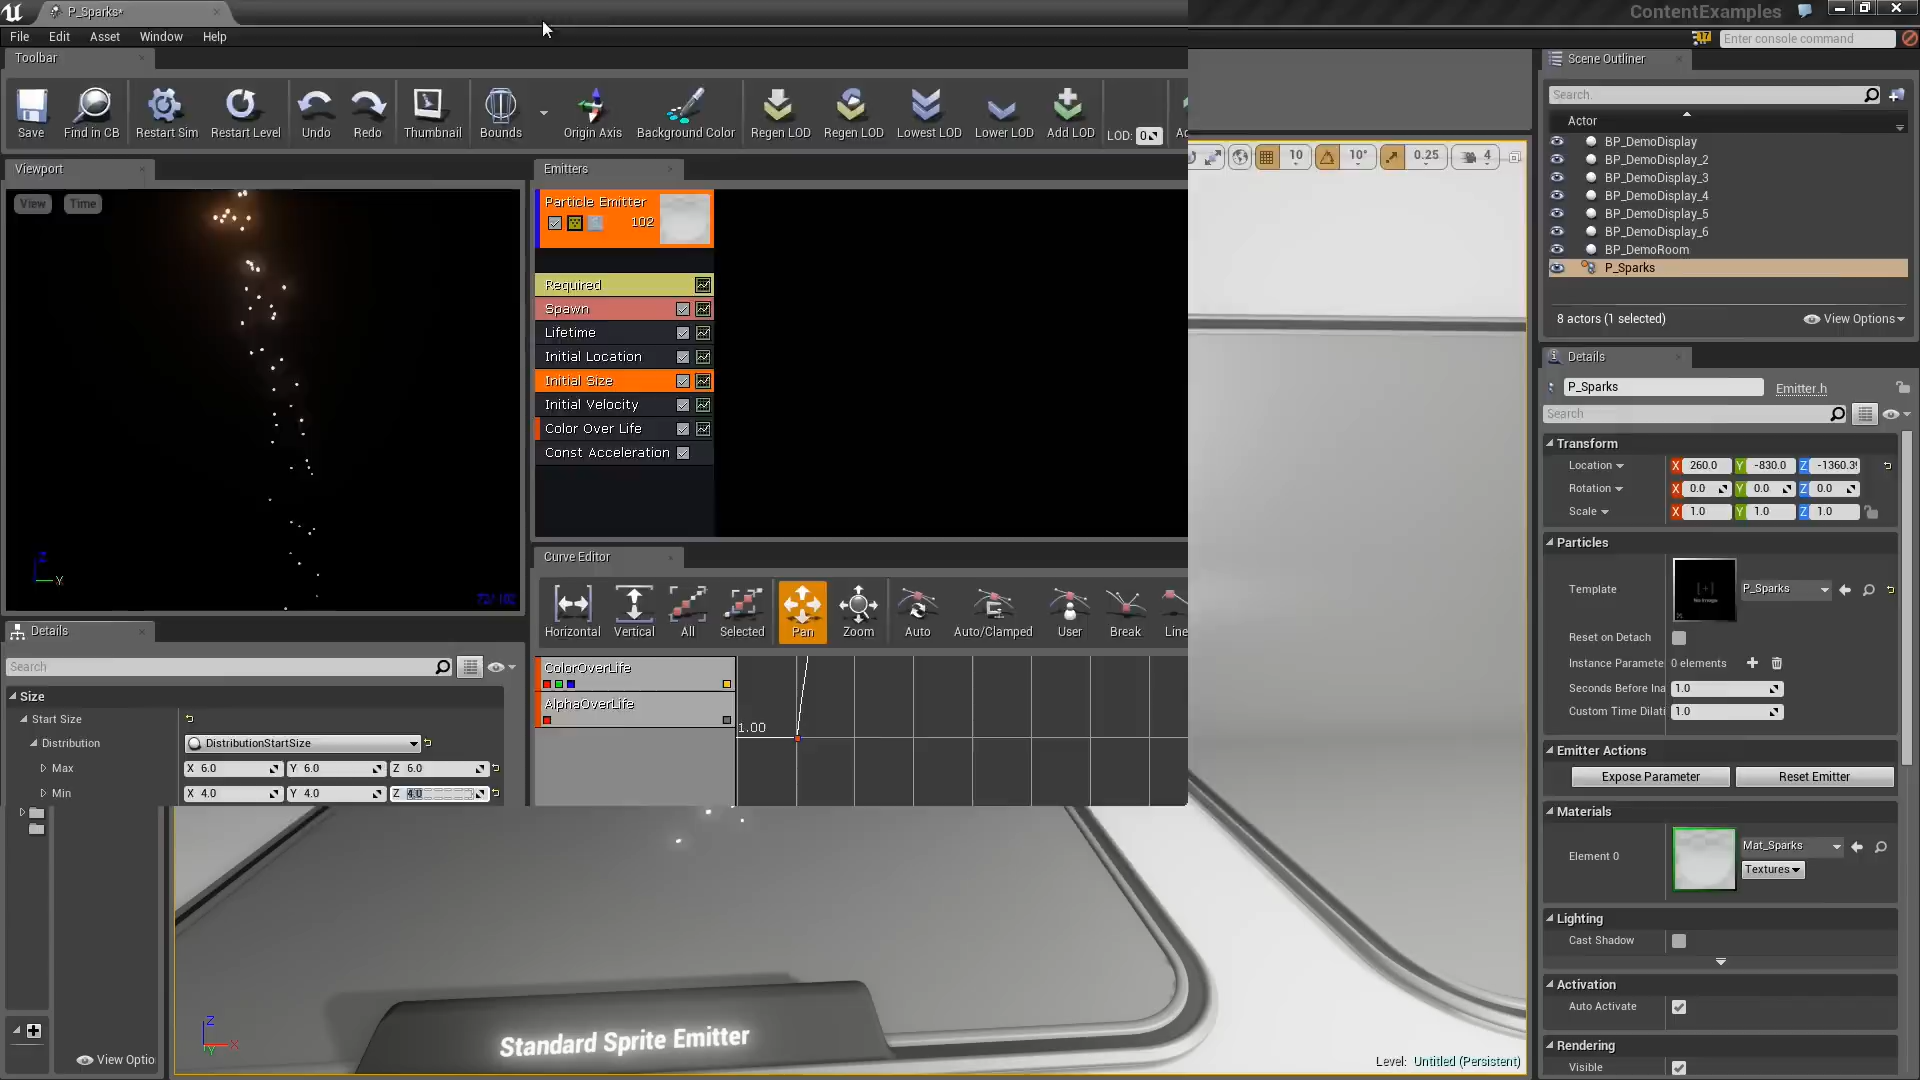 P_Sparks*
ContentExamples
File Edit Asset Window Help
17
Enter console command
Toolbar
Save Find in CB Restart Sim Restart Level Undo Redo Thumbnail Bounds Origin Axis Background Color Regen LOD Regen LOD Lowest LOD Lower LOD Add LOD LOD: 0
10 10° 0.25 4
Scene Outliner
Search.
Actor
BP_DemoDisplay
BP_DemoDisplay_2
BP_DemoDisplay_3
BP_DemoDisplay_4
BP_DemoDisplay_5
BP_DemoDisplay_6
BP_DemoRoom
P_Sparks
8 actors (1 selected)
View Options
Viewport
View Time
Z
Y
Emitters
Particle Emitter
102
Required
Spawn
Lifetime
Initial Location
Initial Size
Initial Velocity
Color Over Life
Const Acceleration
Curve Editor
Horizontal Vertical All Selected Pan Zoom Auto Auto/Clamped User Break Line
ColorOverLife
AlphaOverLife
1.00
Details
Search
Size
Start Size
Distribution DistributionStartSize
Max X 6.0 Y 6.0 Z 6.0
Min X 4.0 Y 4.0 Z 4.0
View Optio
Z
X
Y
Standard Sprite Emitter
Level: Untitled (Persistent)
Details
P_Sparks Emitter.h
Search
Transform
Location X 260.0 Y -830.0 Z -1360.3
Rotation X 0.0 Y 0.0 Z 0.0
Scale X 1.0 Y 1.0 Z 1.0
Particles
Template P_Sparks
Reset on Detach
Instance Paramete 0 elements
Seconds Before Ina 1.0
Custom Time Dilati 1.0
Emitter Actions
Expose Parameter Reset Emitter
Materials
Element 0 Mat_Sparks
Textures
Lighting
Cast Shadow
Activation
Auto Activate
Rendering
Visible